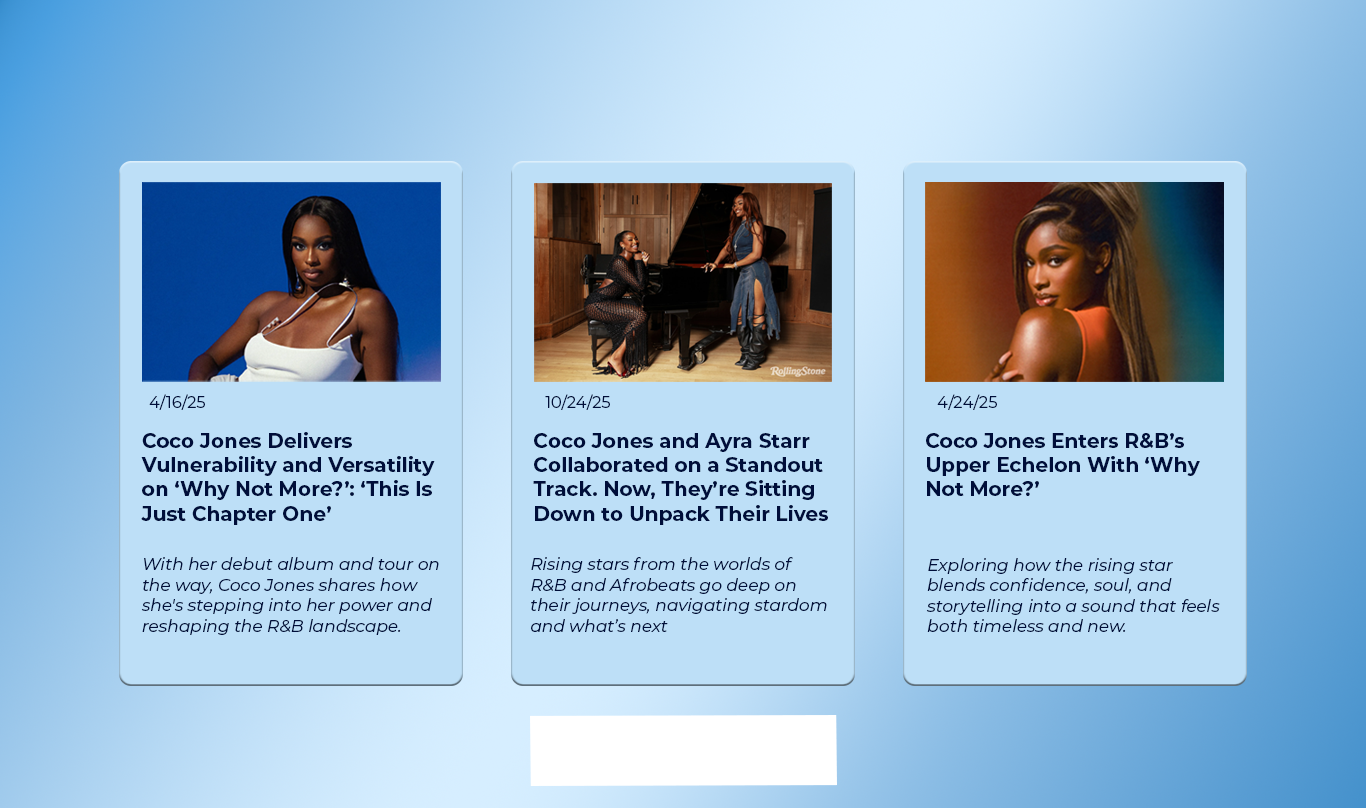 RollingStone
4/16/25
Coco Jones Delivers
Vulnerability and Versatility
on ‘Why Not More?’: ‘This Is
Just Chapter One’
With her debut album and tour on
the way, Coco Jones shares how
she's stepping into her power and
reshaping the R&B landscape.
10/24/25
Coco Jones and Ayra Starr
Collaborated on a Standout
Track. Now, They’re Sitting
Down to Unpack Their Lives
Rising stars from the worlds of
R&B and Afrobeats go deep on
their journeys, navigating stardom
and what’s next
4/24/25
Coco Jones Enters R&B’s
Upper Echelon With ‘Why
Not More?’
Exploring how the rising star
blends confidence, soul, and
storytelling into a sound that feels
both timeless and new.